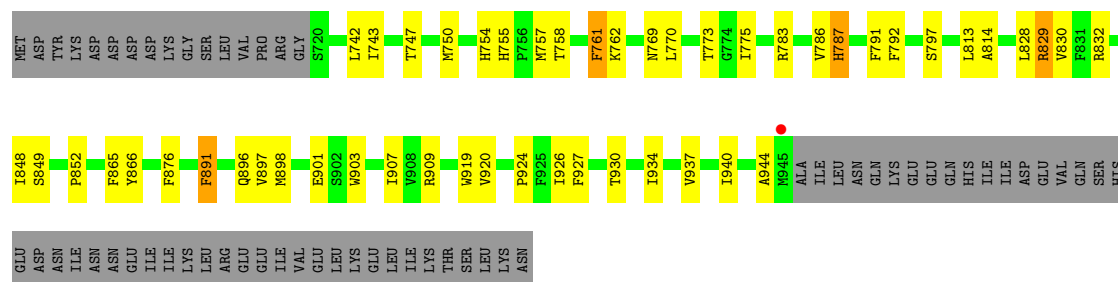 MET ASP TYR LYS ASP ASP ASP ASP LYS GLY SER LEU VAL PRO ARG GLY S720 L742 I743 T747 M750 H754 H755 P756 M757 T758 F761 K762 N769 L770 T773 G774 I775 R783 V786 H787 F791 F792 S797 L813 A814 L828 R829 V830 F831 R832
I848 S849 P852 F865 Y866 F876 F891 Q896 V897 M898 E901 S902 W903 I907 V908 R909 W919 V920 P924 F925 I926 F927 T930 I934 V937 I940 A944 M945 ALA ILE LEU ASN GLN LYS GLU GLU GLN HIS ILE ILE ASP GLU VAL GLN SER HIS
GLU ASP ASN ILE ASN ASN GLU ILE ILE LYS LEU ARG GLU GLU ILE VAL GLU LEU LYS GLU LEU ILE LYS THR SER LEU LYS ASN